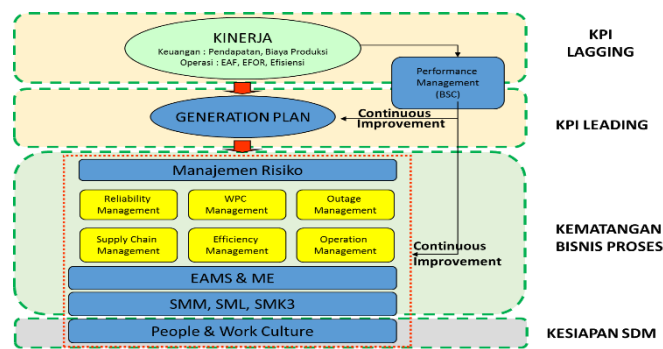 KINERJA
Keuangan : Pendapatan, Biaya Produksi
Operasi : EAF, EFOR, Efisiensi
KPI
LAGGING
Performance
Management
(BSC)
GENERATION PLAN
Continuous
Improvement
KPI LEADING
Manajemen Risiko
Reliability
Management
WPC
Management
Outage
Management
Supply Chain
Management
Efficiency
Management
Operation
Management
Continuous
Improvement
KEMATANGAN
BISNIS PROSES
EAMS & ME
SMM, SML, SMK3
People & Work Culture
KESIAPAN SDM